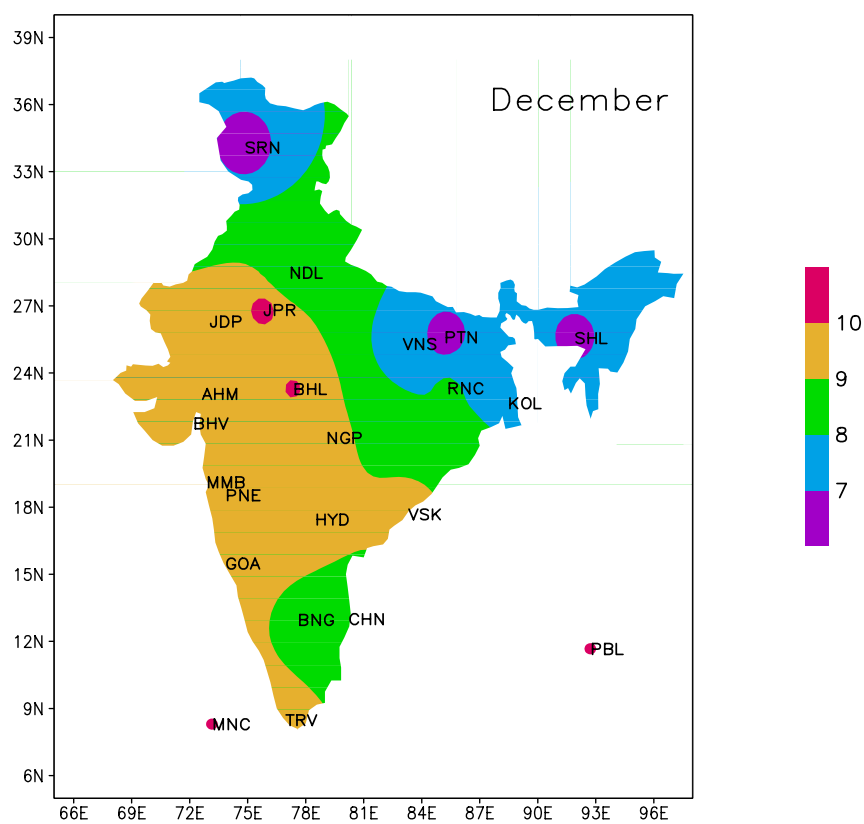 39N
36N
December
SRN
33N
30N
NDL
27N
JPR
JDP
10
PTN
VNS
SHL
24N
AHM
BHL
RNC
9
KOL
BHV
NGP
8
21N
MMB
PNE
7
18N
HYD
VSK
GOA
15N
BNG
CHN
12N
PBL
9N
MNC
TRV
6N
66E 69E 72E 75E 78E 81E 84E 87E 90E 93E 96E